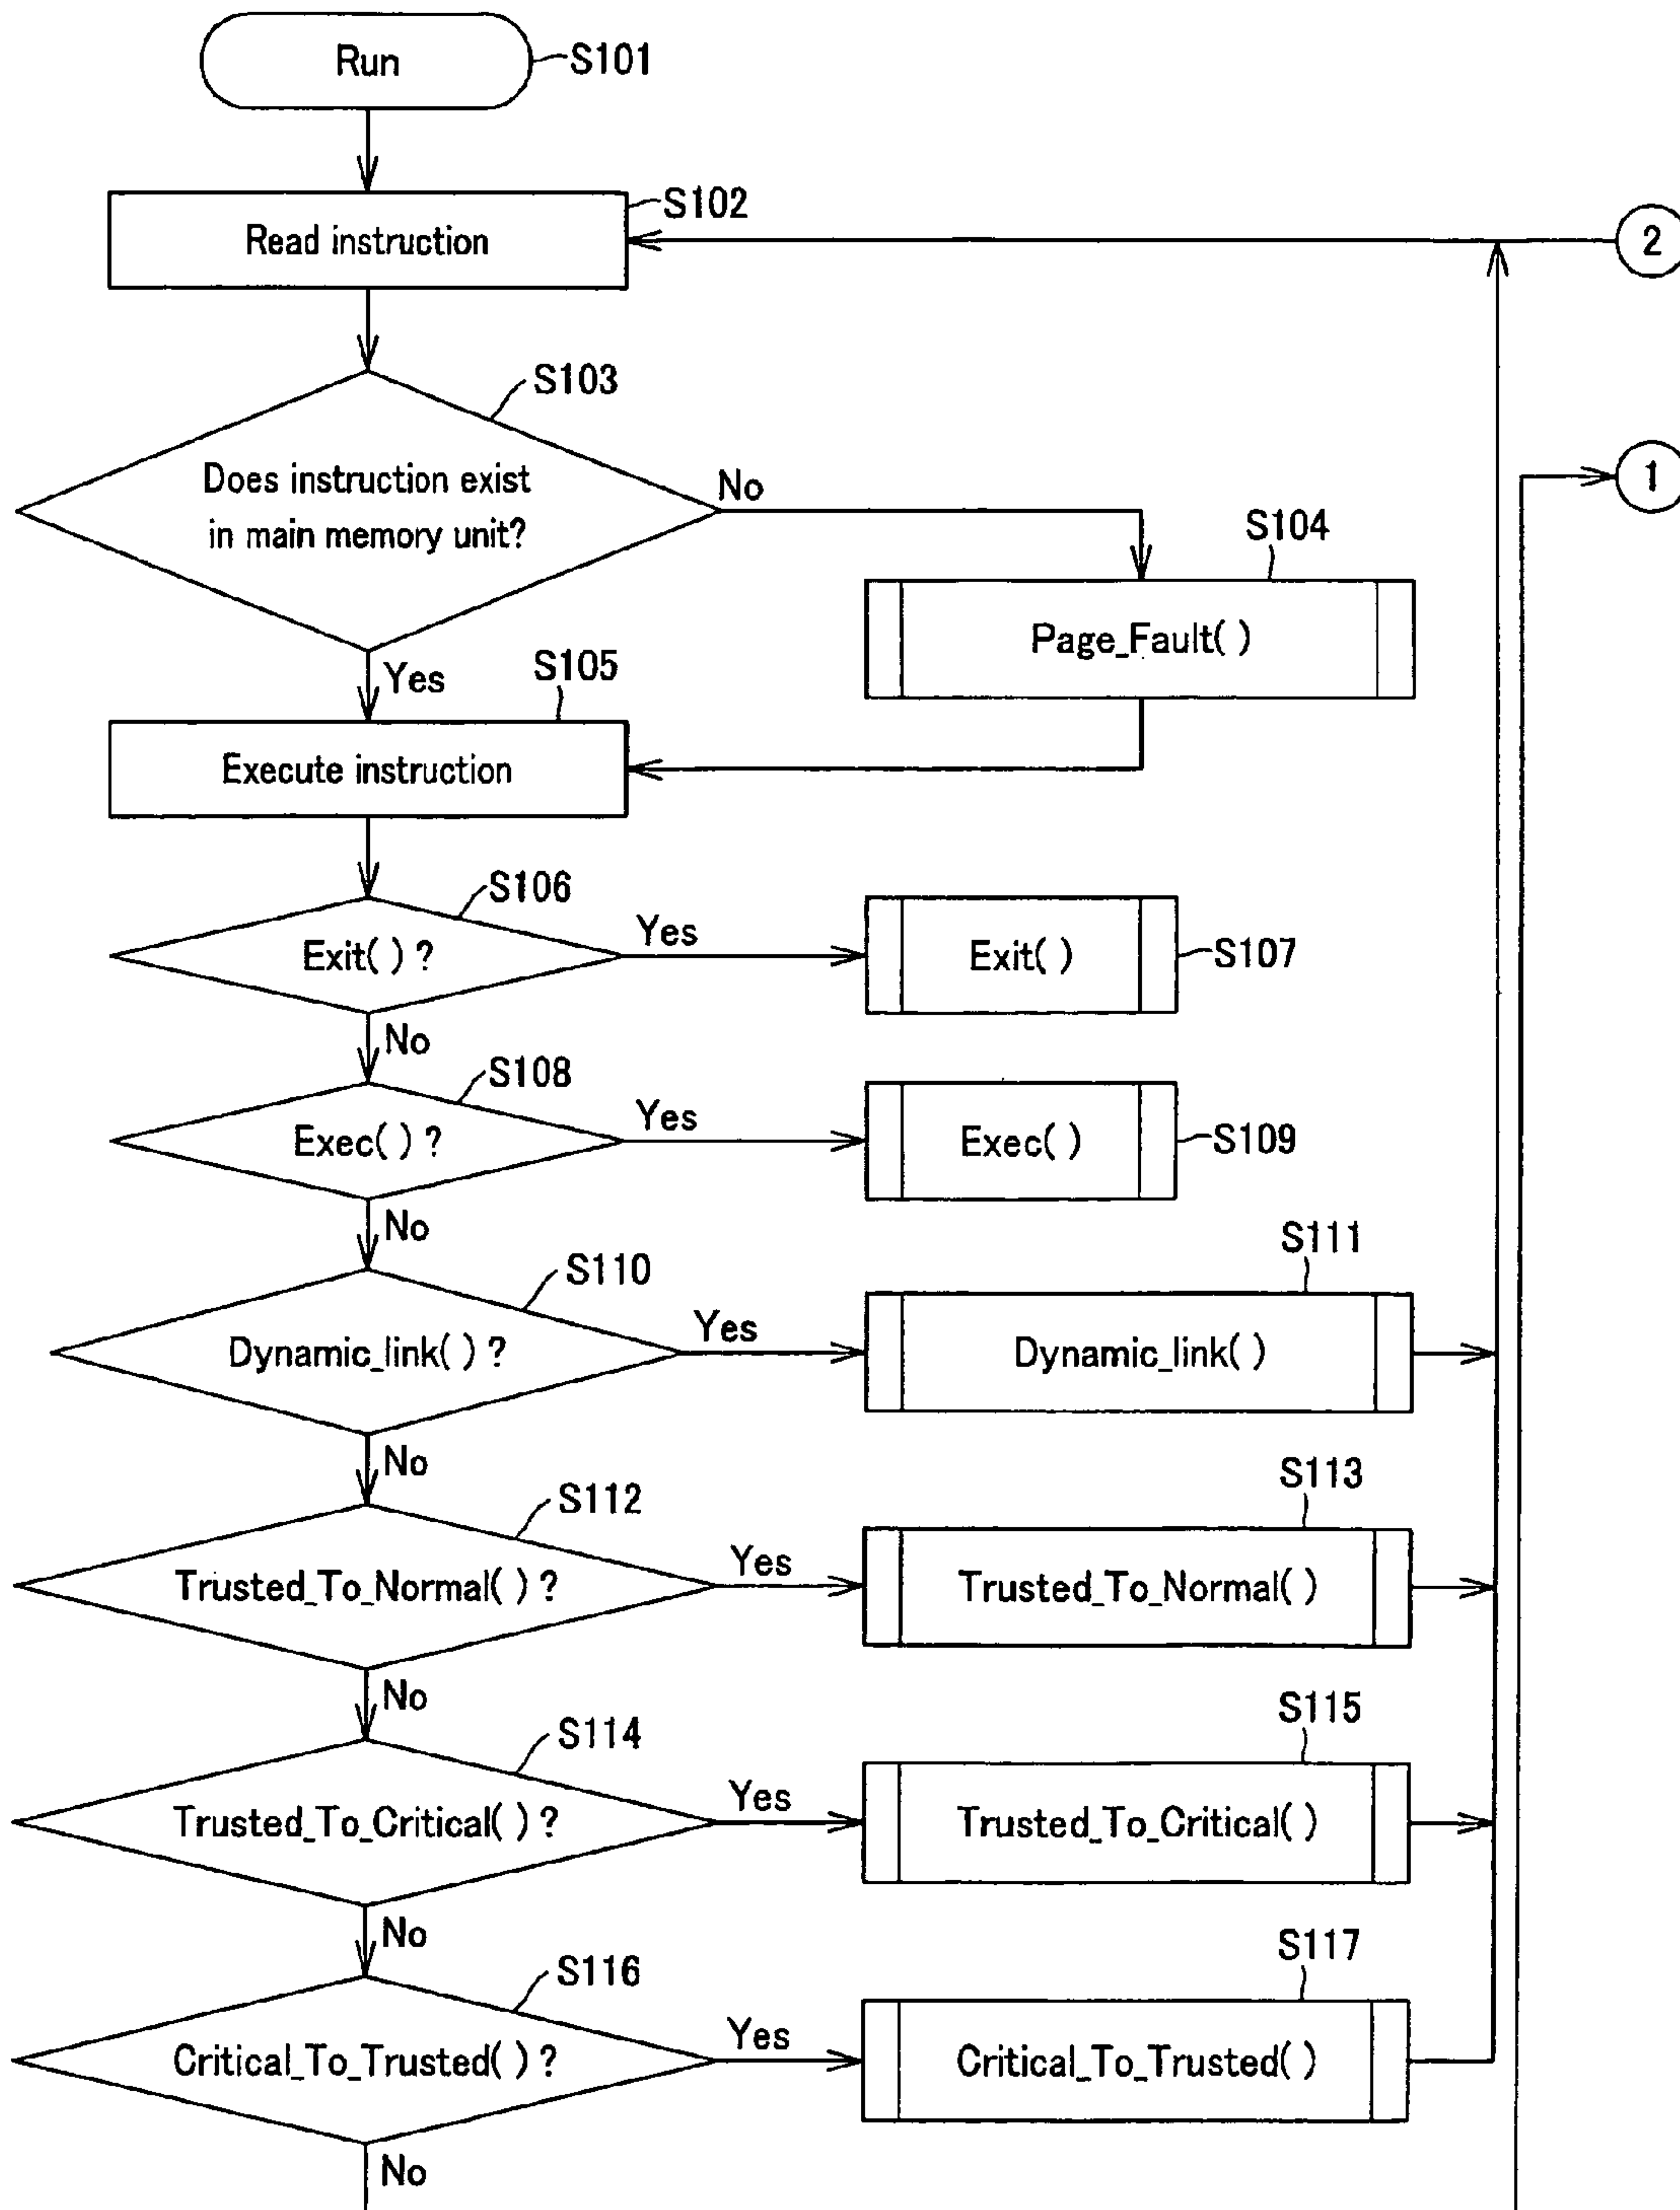 Run
S101
S102
Read instruction
2
S103
Does instruction exist
in main memory unit?
No
1
S104
Page_Fault( )
Yes
S105
Execute instruction
S106
Exit( ) ?
Yes
Exit( )
S107
No
S108
Exec( ) ?
Yes
Exec( )
S109
No
S110
S111
Dynamic_link( ) ?
Yes
Dynamic_link( )
No
S112
S113
Trusted_To_Normal( ) ?
Yes
Trusted_To_Normal( )
No
S114
S115
Trusted_To_Critical( ) ?
Yes
Trusted_To_Critical( )
No
S116
S117
Critical_To_Trusted( ) ?
Yes
Critical_To_Trusted( )
No